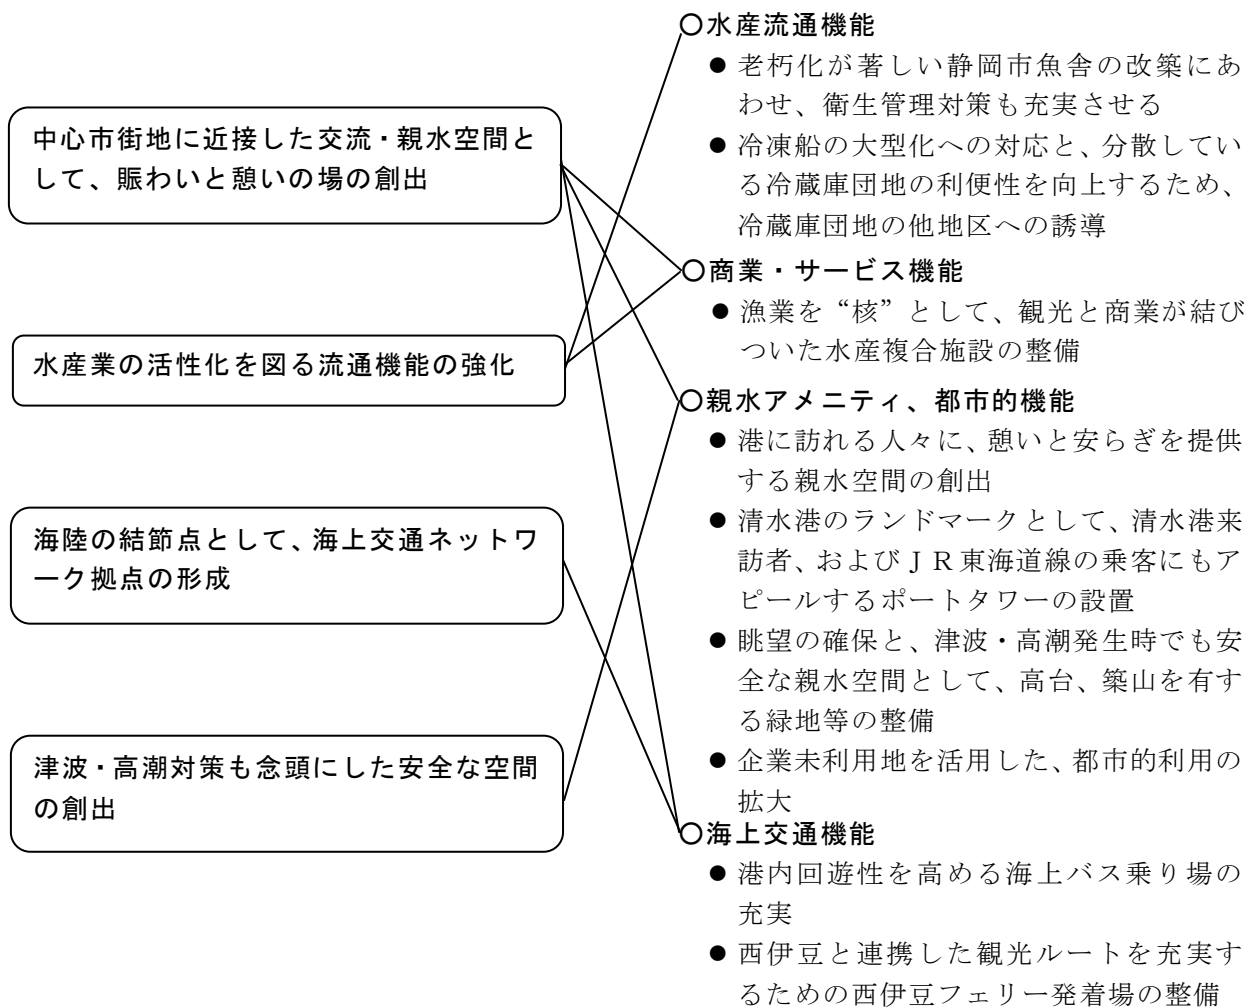 中心市街地に近接した交流・親水空間と
して、賑わいと憩いの場の創出
水産業の活性化を図る流通機能の強化
海陸の結節点として、海上交通ネットワ
ーク拠点の形成
津波・高潮対策も念頭にした安全な空間
の創出
○水産流通機能
●老朽化が著しい静岡市魚舎の改築にあ
わせ、衛生管理対策も充実させる
●冷凍船の大型化への対応と、分散してい
る冷蔵庫団地の利便性を向上するため、
冷蔵庫団地の他地区への誘導
○商業・サービス機能
●漁業を“核”として、観光と商業が結び
ついた水産複合施設の整備
○親水アメニティ、都市的機能
●港に訪れる人々に、憩いと安らぎを提供
する親水空間の創出
●清水港のランドマークとして、清水港来
訪者、およびＪＲ東海道線の乗客にもア
ピールするポートタワーの設置
●眺望の確保と、津波・高潮発生時でも安
全な親水空間として、高台、築山を有す
る緑地等の整備
●企業未利用地を活用した、都市的利用の
拡大
○海上交通機能
●港内回遊性を高める海上バス乗り場の
充実
●西伊豆と連携した観光ルートを充実す
るための西伊豆フェリー発着場の整備